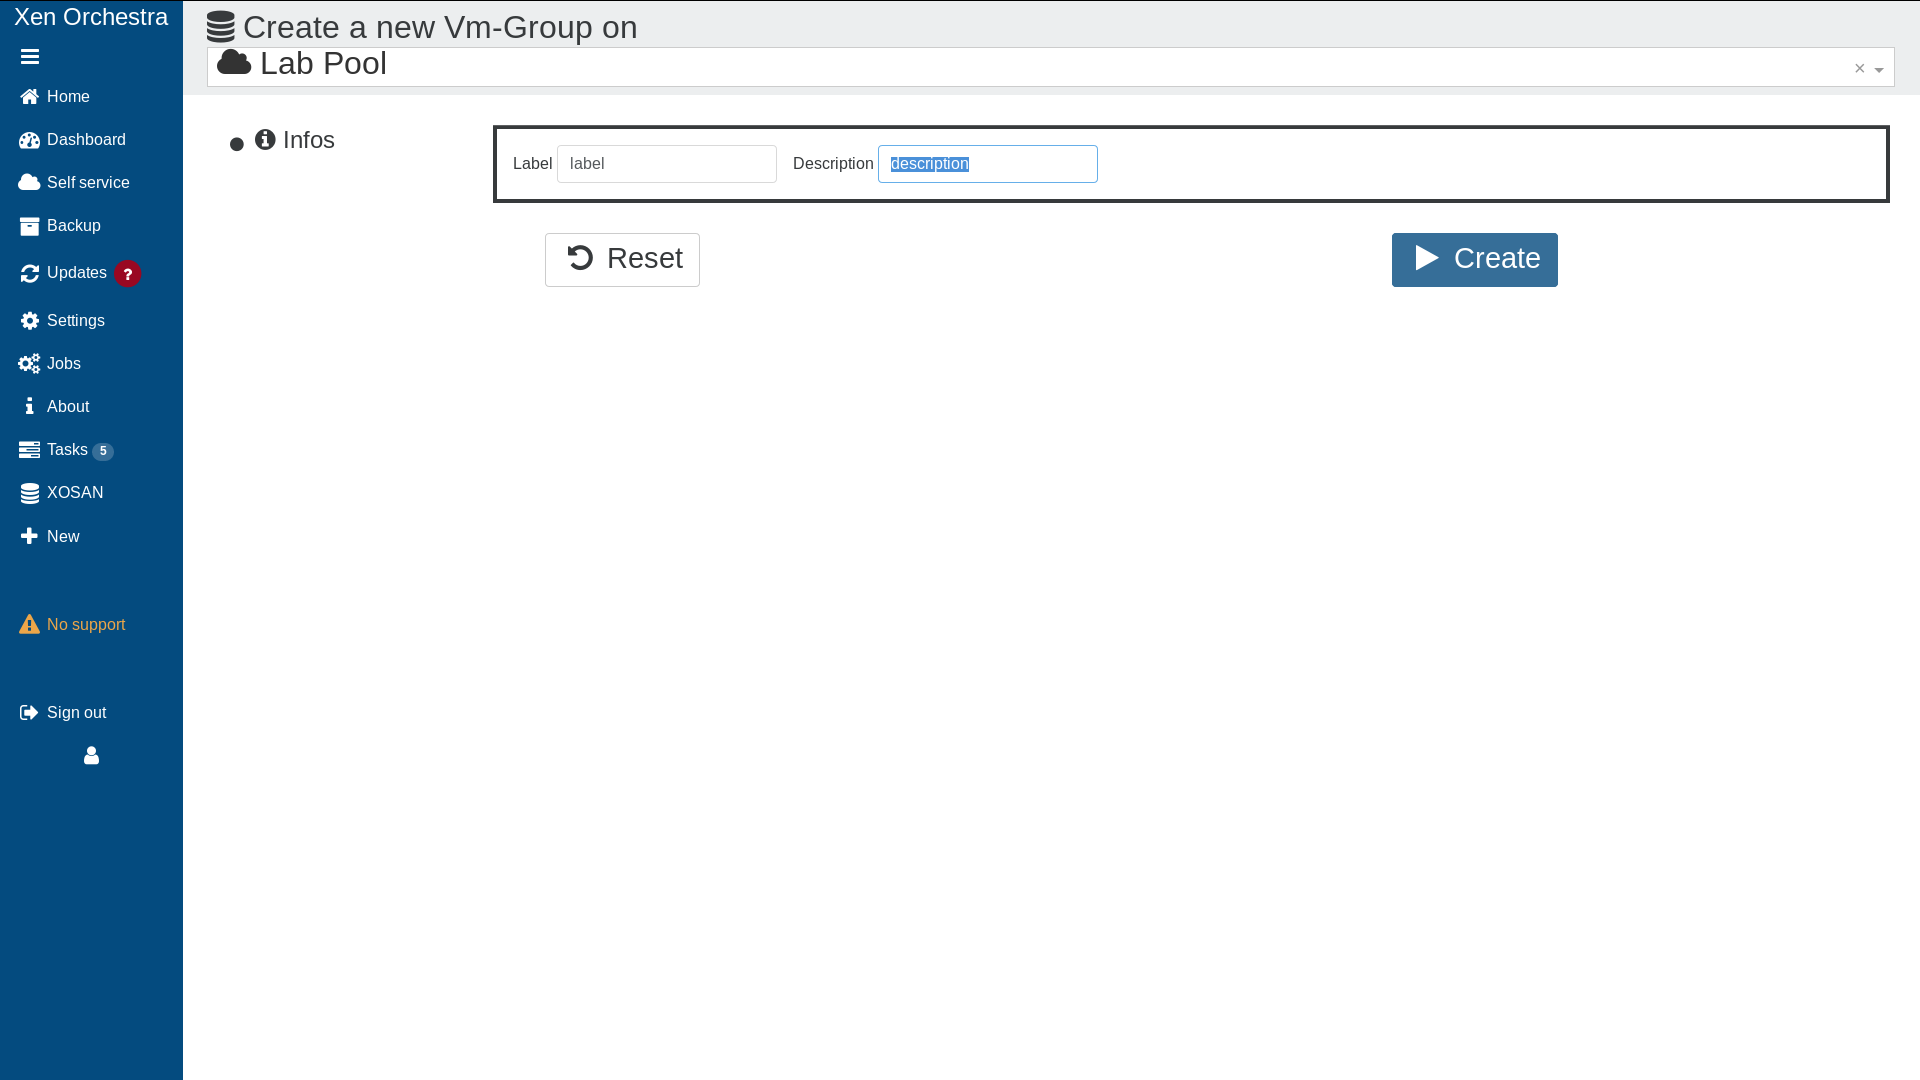 Xen Orchestra
Home
Dashboard
Self service
Backup
Updates ?
Settings
Jobs
About
Tasks 5
XOSAN
New
No support
Sign out
Create a new Vm-Group on
Lab Pool ×
Infos
Label label Description description
Reset Create